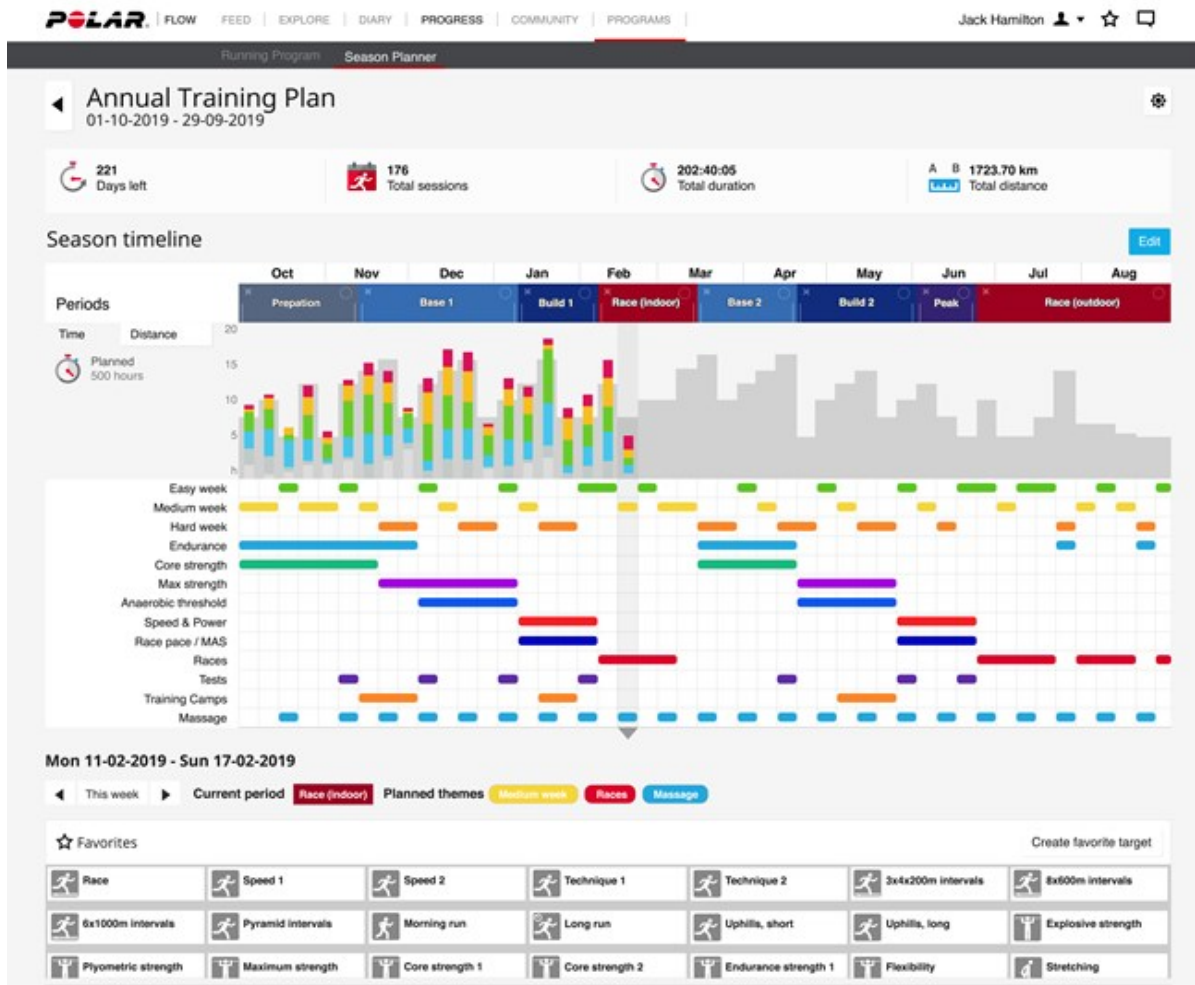 POLAR. FLOW FEED EXPLORE DIARY PROGRESS COMMUNITY PROGRAMS Jack Hamilton
Running Program Season Planner
Annual Training Plan
01-10-2019 - 29-09-2019
221 176 202:40:05 A B 1723.70 km
Days left Total sessions Total duration Total distance
Season timeline Edit
Oct Nov Dec Jan Feb Mar Apr May Jun Jul Aug
Periods Prepation Base 1 Build 1 Race (indoor) Base 2 Build 2 Peak Race (outdoor)
Time Distance 20
Planned 15
500 hours
10
5
h
Easy week
Medium week
Hard week
Endurance
Core strength
Max strength
Anaerobic threshold
Speed & Power
Race pace / MAS
Races
Tests
Training Camps
Massage
Mon 11-02-2019 - Sun 17-02-2019
This week Current period Race (indoor) Planned themes Medium week Races Massage
Favorites Create favorite target
Race Speed 1 Speed 2 Technique 1 Technique 2 3x4x200m intervals 8x600m intervals
6x1000m intervals Pyramid intervals Morning run Long run Uphills, short Uphills, long Explosive strength
Plyometric strength Maximum strength Core strength 1 Core strength 2 Endurance strength 1 Flexibility Stretching